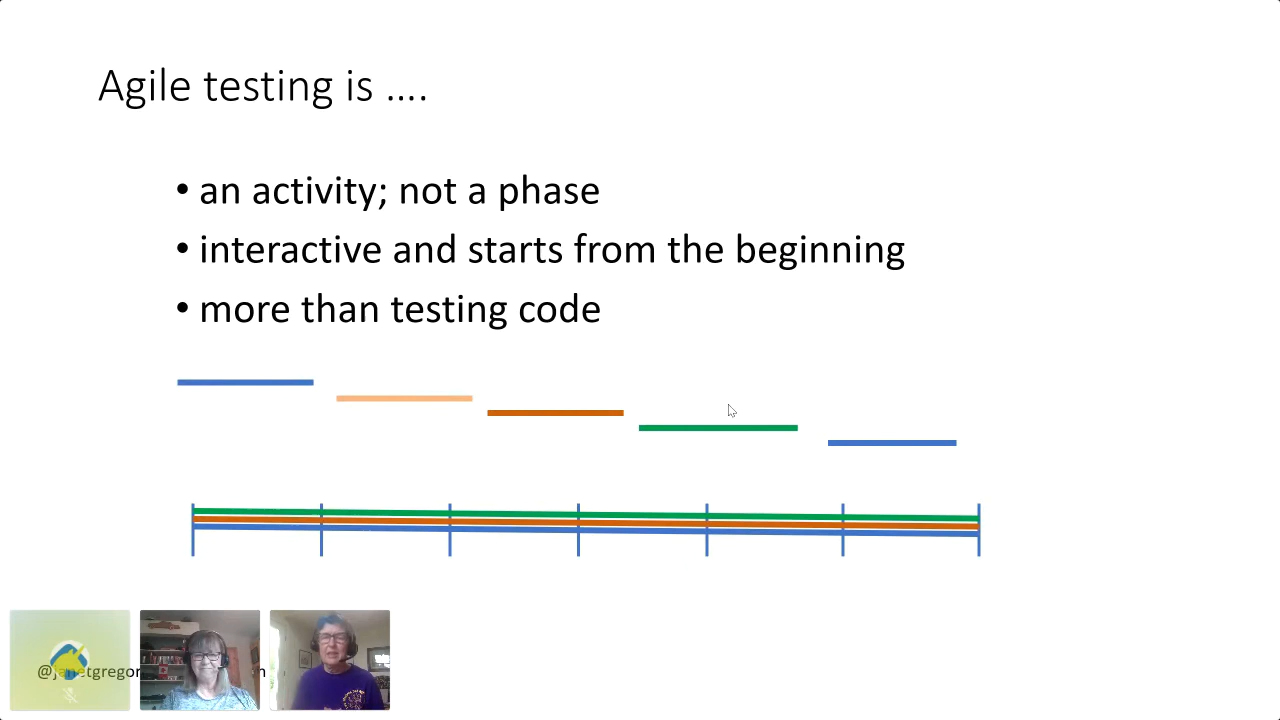 Agile testing is ….
• an activity; not a phase
• interactive and starts from the beginning
• more than testing code